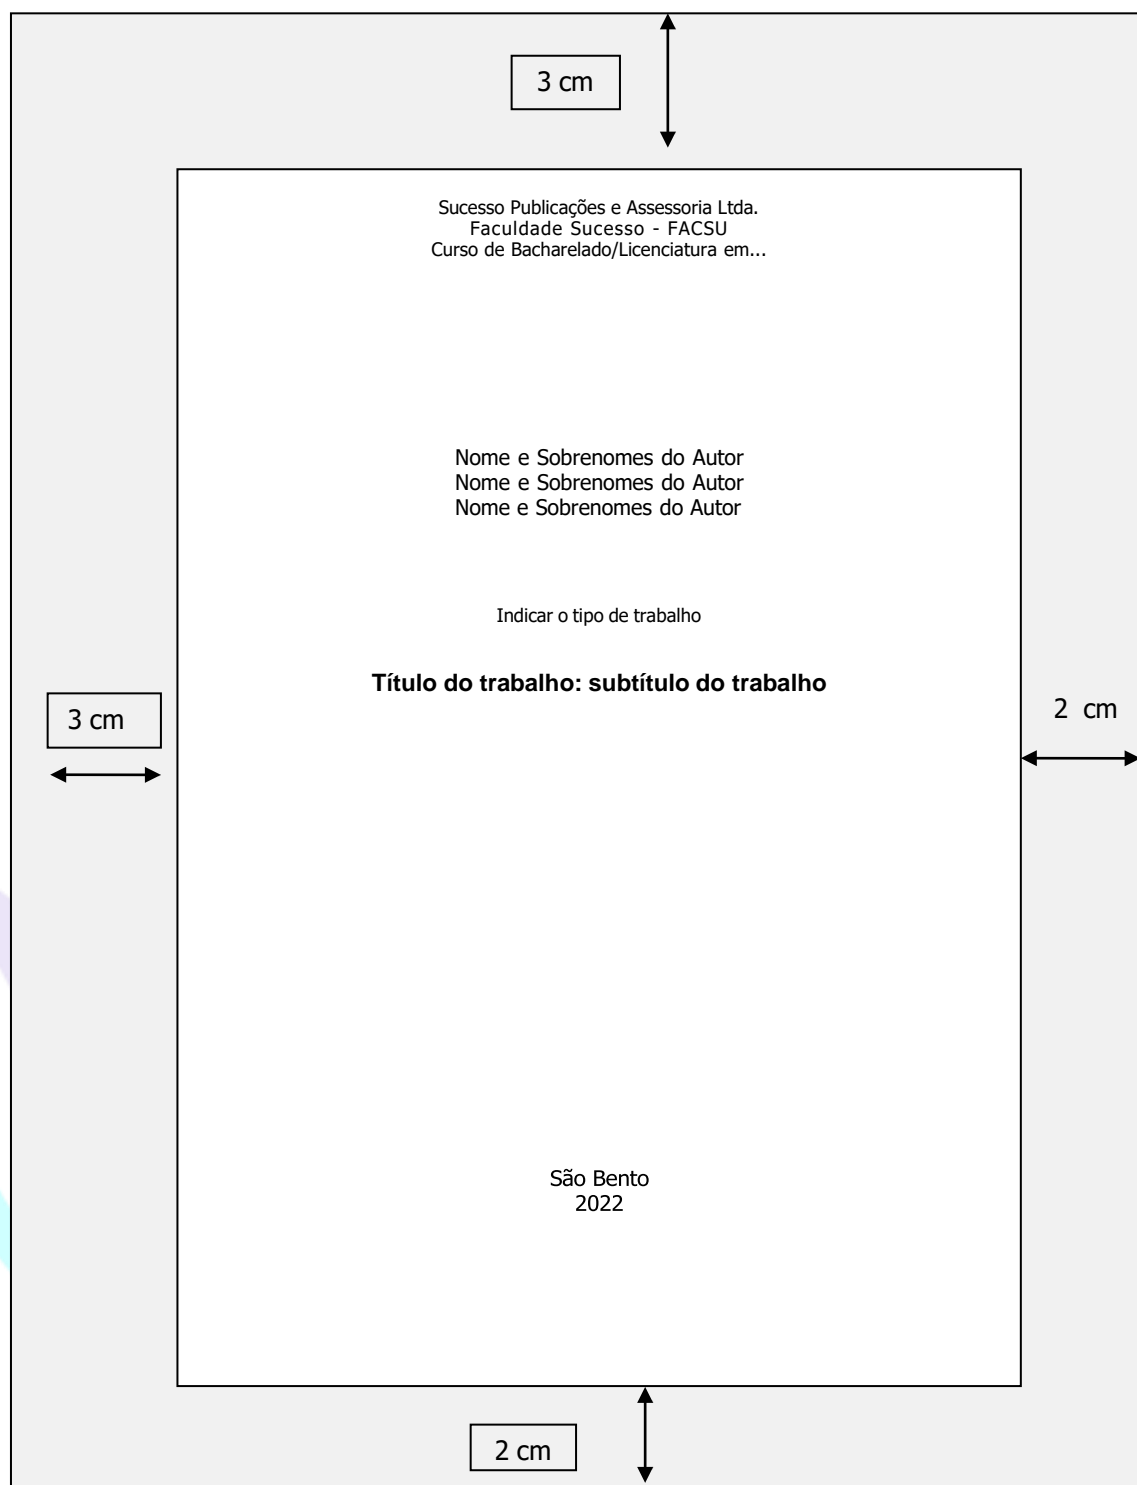 3 cm
Sucesso Publicações e Assessoria Ltda.
Faculdade Sucesso - FACSU
Curso de Bacharelado/Licenciatura em...
Nome e Sobrenomes do Autor
Nome e Sobrenomes do Autor
Nome e Sobrenomes do Autor
Indicar o tipo de trabalho
Título do trabalho: subtítulo do trabalho
3 cm
2 cm
São Bento
2022
2 cm